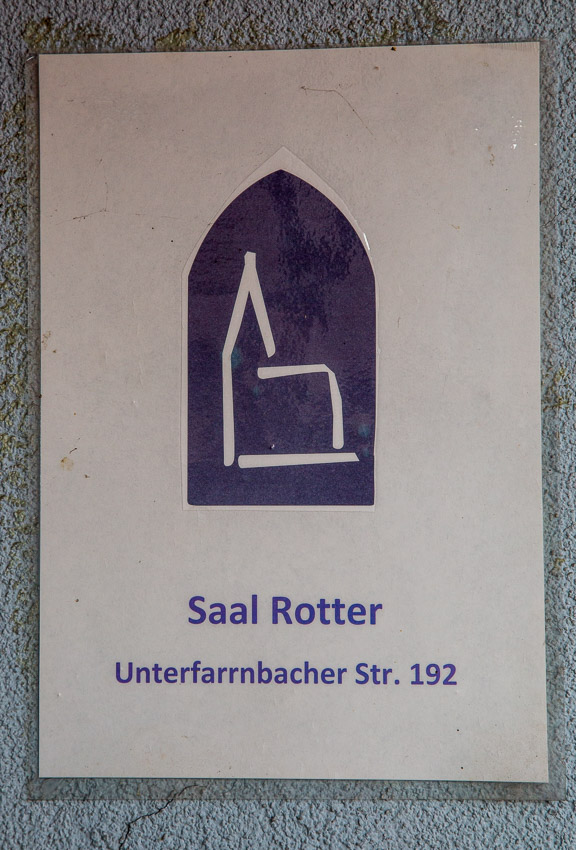 Saal Rotter
Unterfarrnbacher Str. 192